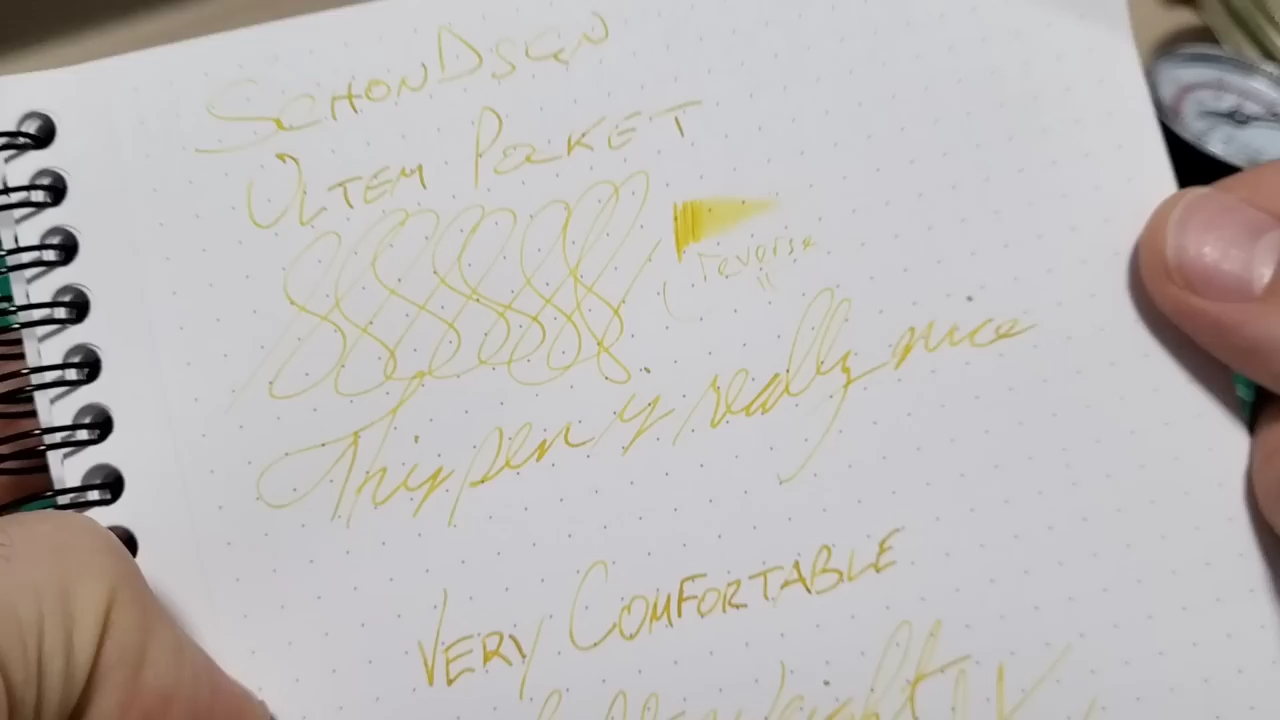 SCHON DSGN
ULTEM POCKET
reverse
This pen is really nice
VERY COMFORTABLE